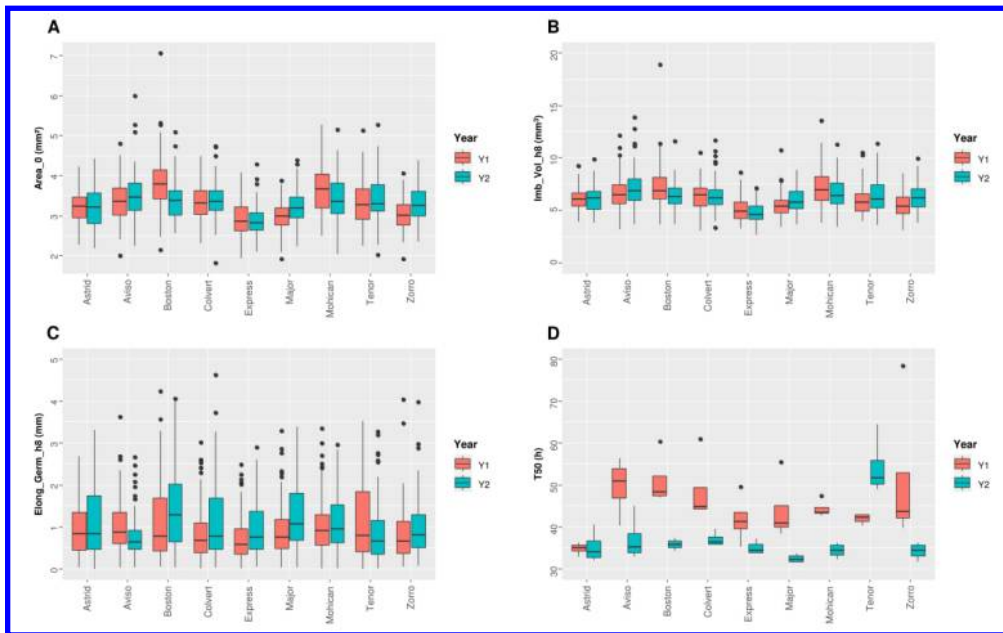 A
Area_0 (mm²)
7
6
5
4
3
2
Astrid
Aviso
Boston
Colvert
Express
Major
Mohican
Tenor
Zorro
Year
Y1
Y2
B
Imb_Vol_h8 (mm³)
20
15
10
5
0
Astrid
Aviso
Boston
Colvert
Express
Major
Mohican
Tenor
Zorro
Year
Y1
Y2
C
Elong_Germ_h8 (mm)
5
4
3
2
1
0
Astrid
Aviso
Boston
Colvert
Express
Major
Mohican
Tenor
Zorro
Year
Y1
Y2
D
T50 (h)
80
70
60
50
40
30
Astrid
Aviso
Boston
Colvert
Express
Major
Mohican
Tenor
Zorro
Year
Y1
Y2